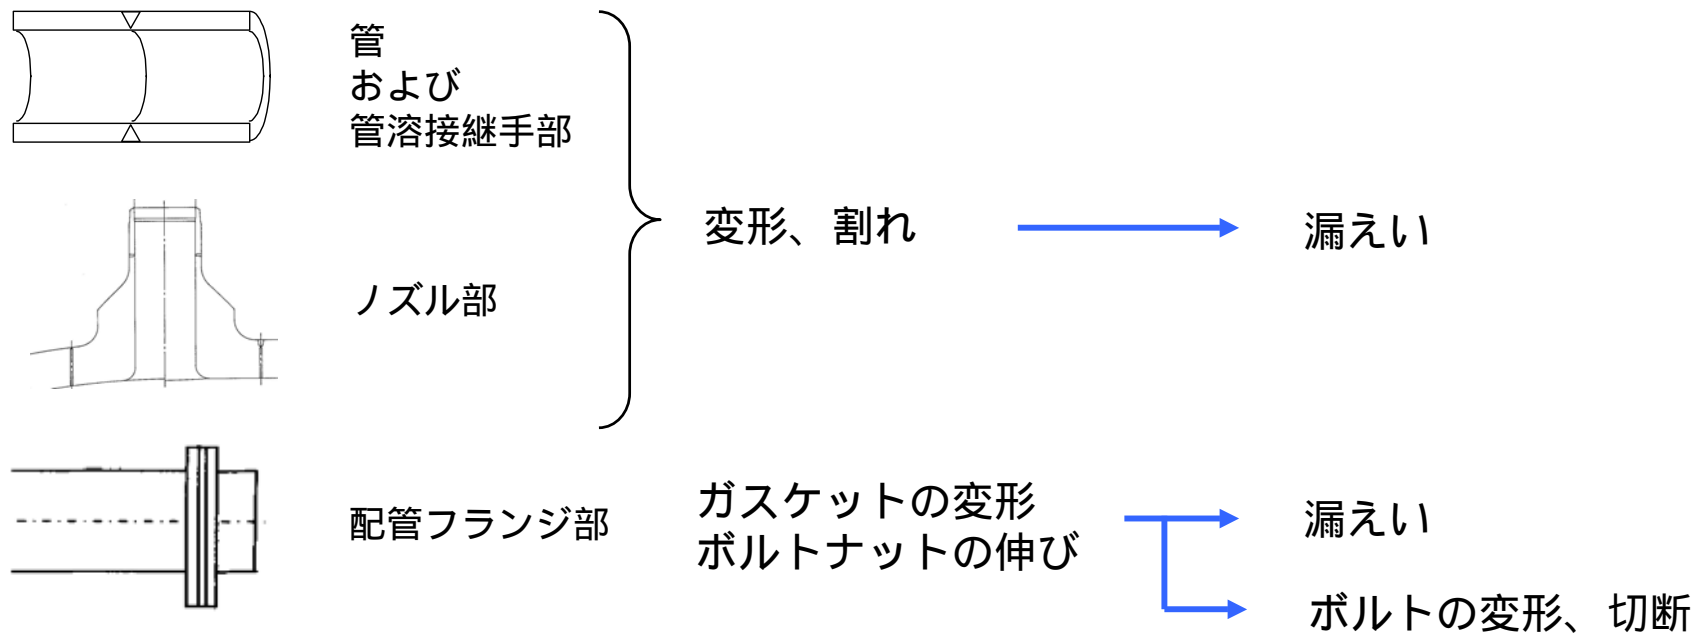 管
および
管溶接継手部
変形、割れ
漏えい
ノズル部
配管フランジ部
ガスケットの変形
ボルトナットの伸び
漏えい
ボルトの変形、切断